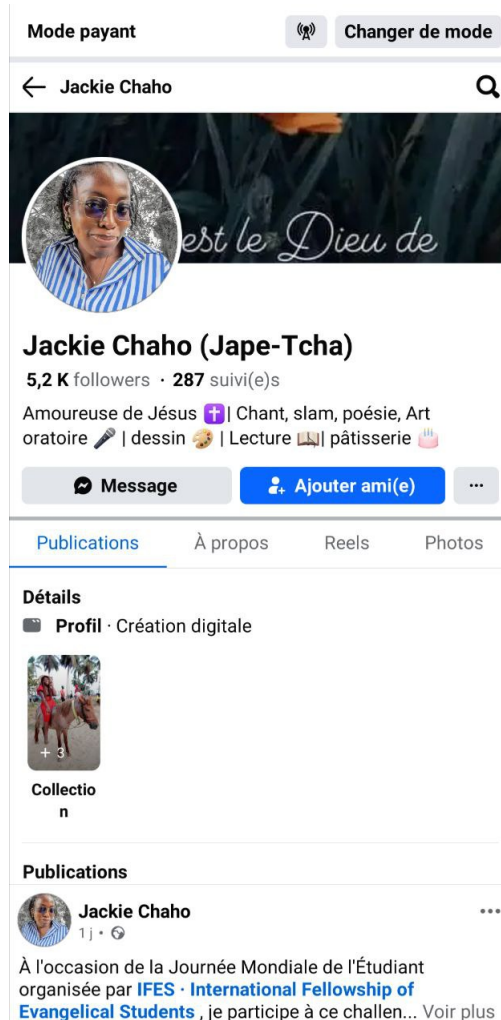 Mode payant
Changer de mode
Jackie Chaho
est le Dieu de
Jackie Chaho (Jape-Tcha)
5,2 K followers · 287 suivi(e)s
Amoureuse de Jésus ✝️| Chant, slam, poésie, Art
oratoire 🎤 | dessin 🎨 | Lecture 📖| pâtisserie 🎂
Message
Ajouter ami(e)
Publications
À propos
Reels
Photos
Détails
Profil · Création digitale
+ 3
Collectio
n
Publications
Jackie Chaho
1 j •
À l'occasion de la Journée Mondiale de l'Étudiant
organisée par IFES · International Fellowship of
Evangelical Students , je participe à ce challen... Voir plus